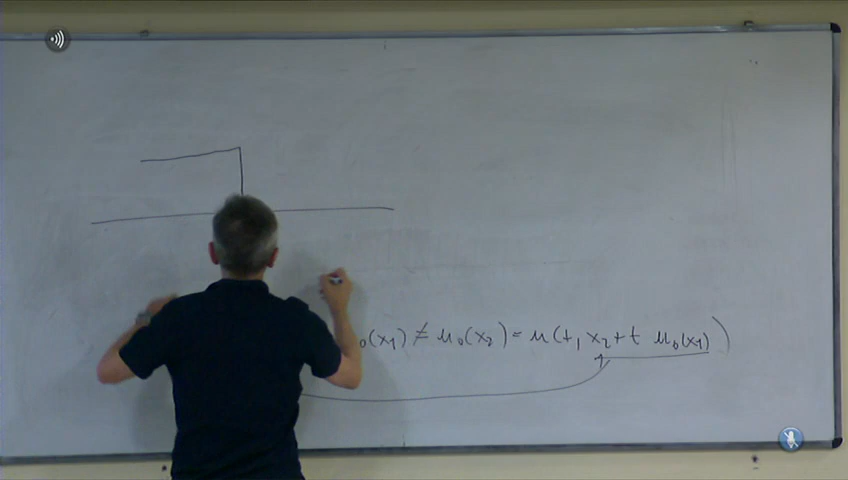 ₀(x₁) ≠ u₀(x₂) = u(t, x₂ + t u₀(x₁))